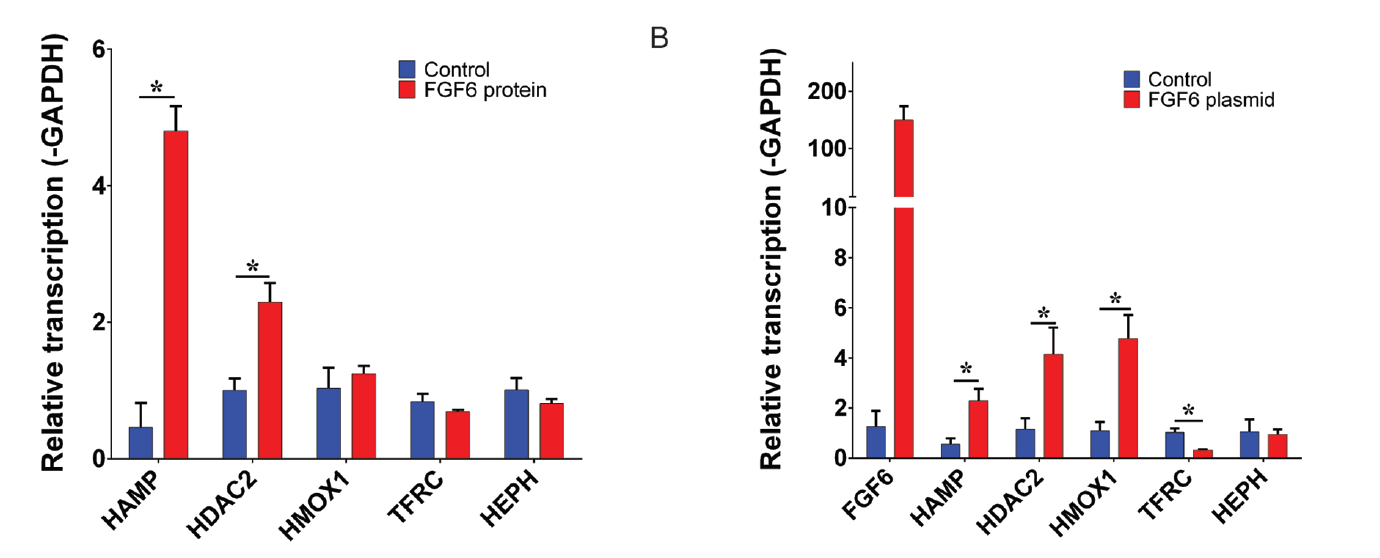 Relative transcription (-GAPDH)
6
4
2
0
*
*
Control
FGF6 protein
HAMP
HDAC2
HMOX1
TFRC
HEPH
B
Relative transcription (-GAPDH)
200
100
10
8
6
4
2
0
*
*
*
*
Control
FGF6 plasmid
FGF6
HAMP
HDAC2
HMOX1
TFRC
HEPH